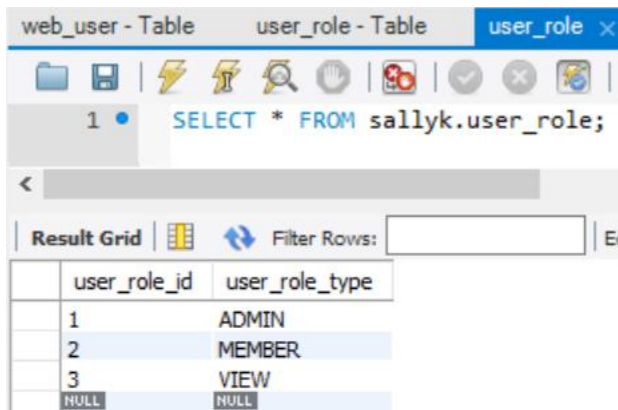 web_user - Table user_role - Table user_role ×
1 SELECT * FROM sallyk.user_role;
Result Grid Filter Rows:
user_role_id user_role_type
1 ADMIN
2 MEMBER
3 VIEW
NULL NULL